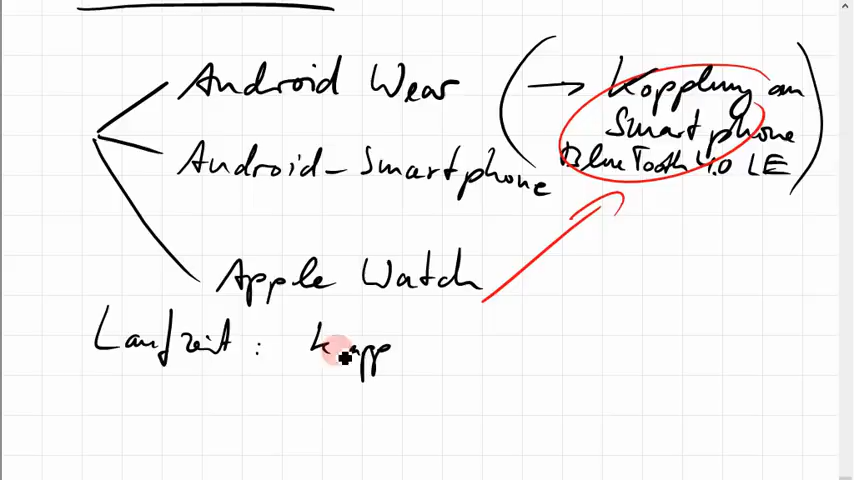 Android Wear
→ Kopplung an
Smartphone
BlueTooth 4.0 LE
Android-Smartphone
Apple Watch
Laufzeit: Kapp